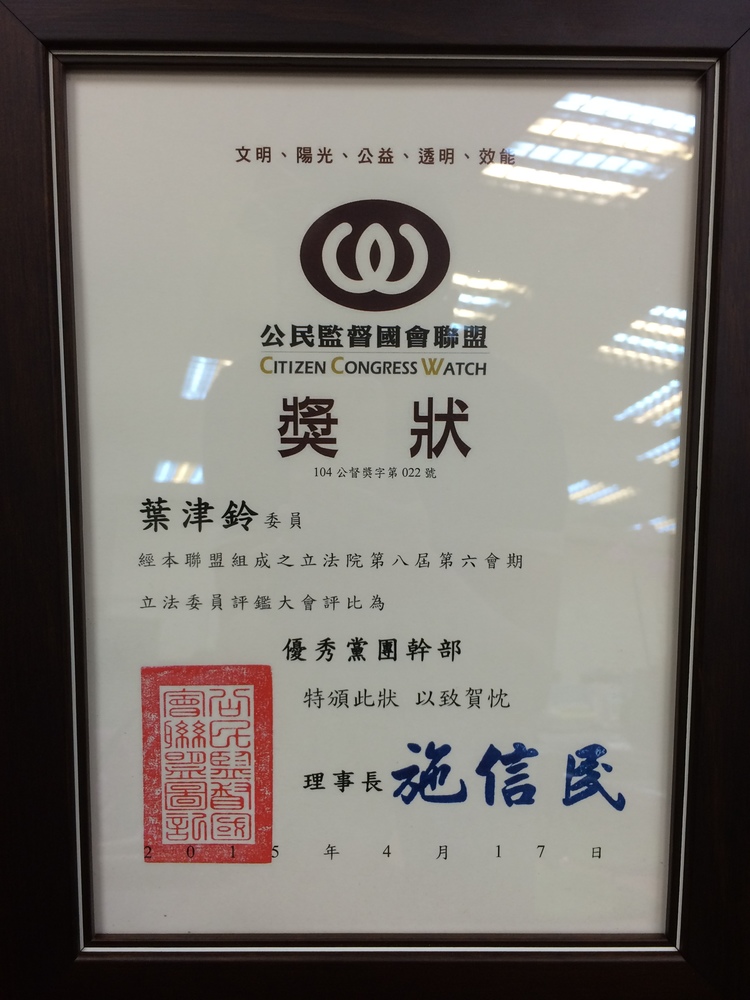 文明、陽光、公益、透明、效能
公民監督國會聯盟
CITIZEN CONGRESS WATCH
獎 狀
104 公督獎字第 022 號
葉津鈴 委員
經本聯盟組成之立法院第八屆第六會期
立法委員評鑑大會評比為
優秀黨團幹部
特頒此狀 以致賀忱
理事長 施信民
公民監督國
會聯盟圖記
2015 年 4 月 17 日